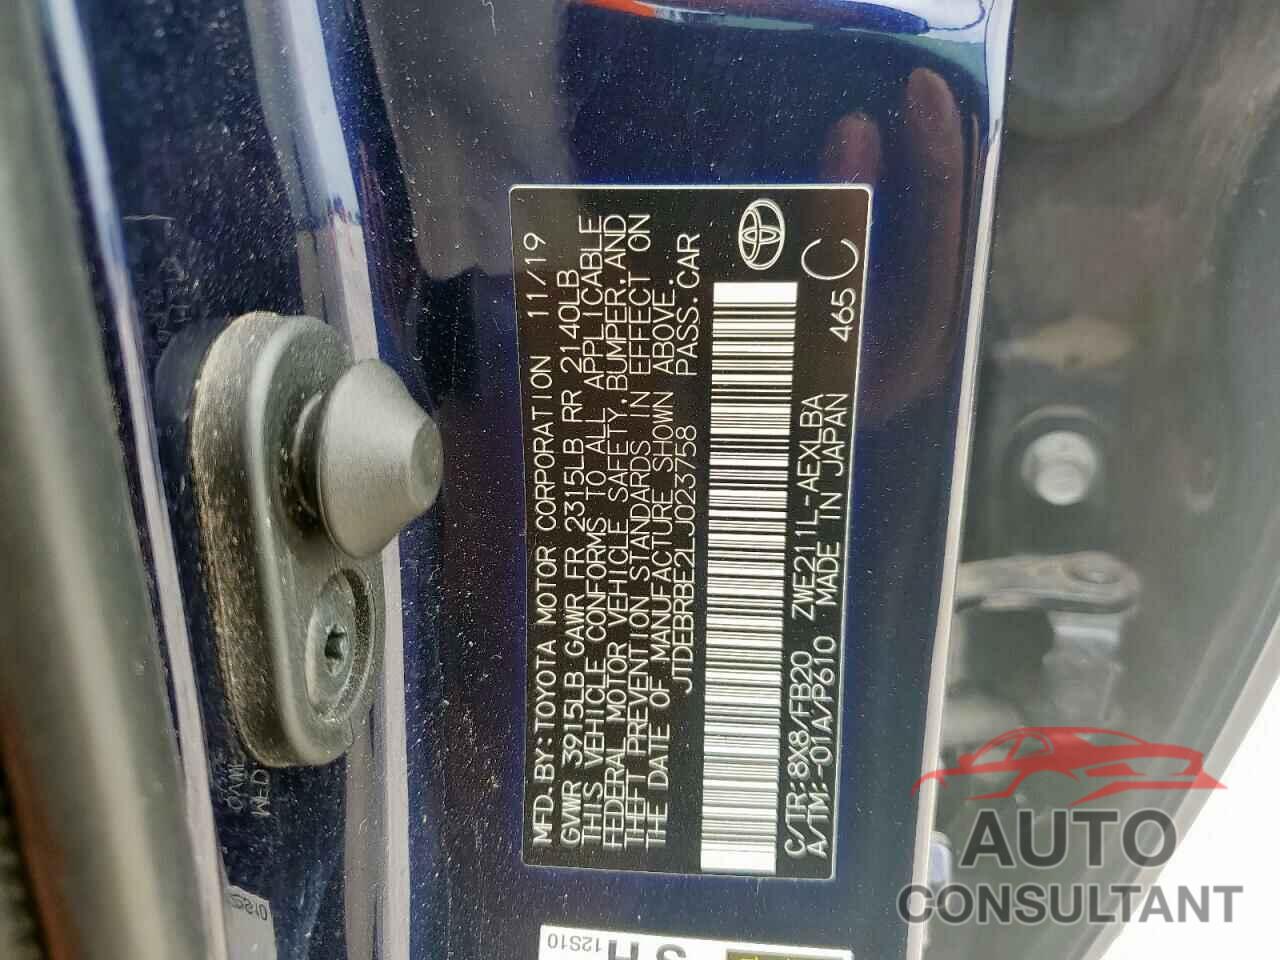 MFD.BY:TOYOTA MOTOR CORPORATION 11/19
GVWR 3915LB GAWR FR 2315LB RR 2140LB
THIS VEHICLE CONFORMS TO ALL APPLICABLE
FEDERAL MOTOR VEHICLE SAFETY,BUMPER,AND
THEFT PREVENTION STANDARDS IN EFFECT ON
THE DATE OF MANUFACTURE SHOWN ABOVE.
JTDEBRBE2LJ023758 PASS.CAR
C/TR:8X8/FB20 ZWE211L-AEXLBA
A/TM:-01A/P610 MADE IN JAPAN 465 C
12S10
AUTO
CONSULTANT